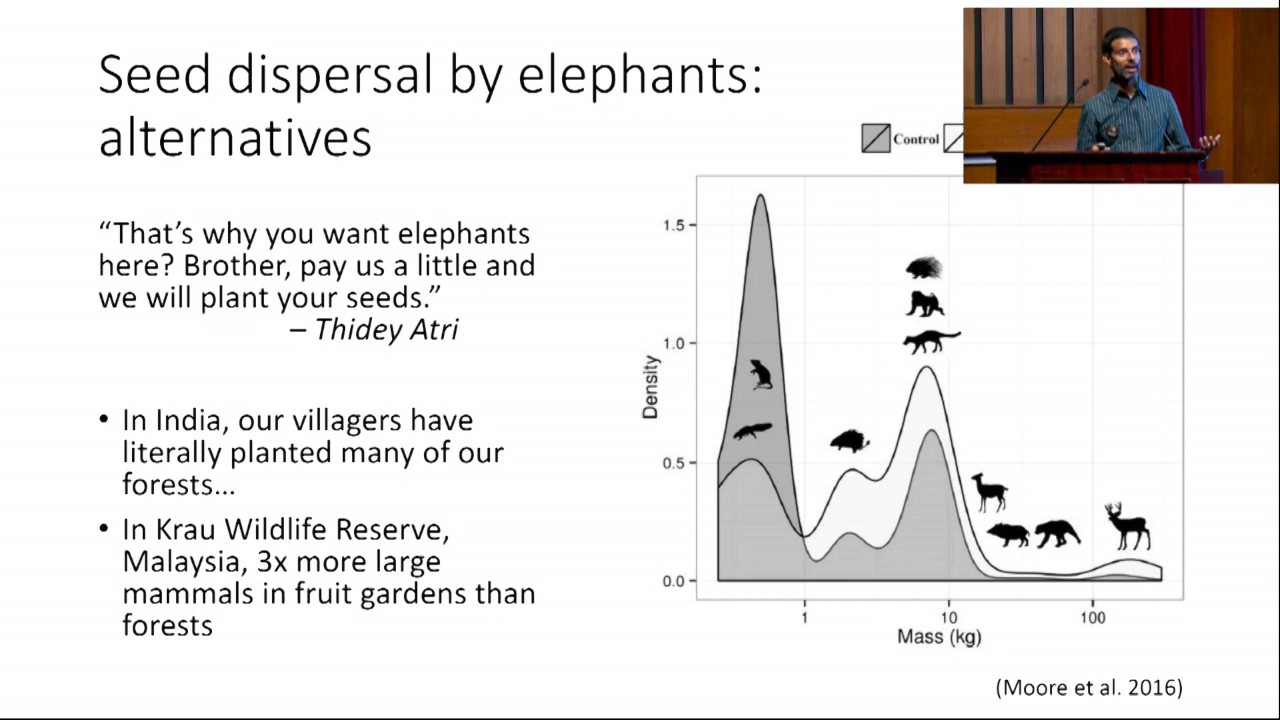 Seed dispersal by elephants:
alternatives
“That’s why you want elephants
here? Brother, pay us a little and
we will plant your seeds.”
– Thidey Atri
• In India, our villagers have
literally planted many of our
forests...
• In Krau Wildlife Reserve,
Malaysia, 3x more large
mammals in fruit gardens than
forests
Control
Density
1.5
1.0
0.5
0.0
1 10 100
Mass (kg)
(Moore et al. 2016)